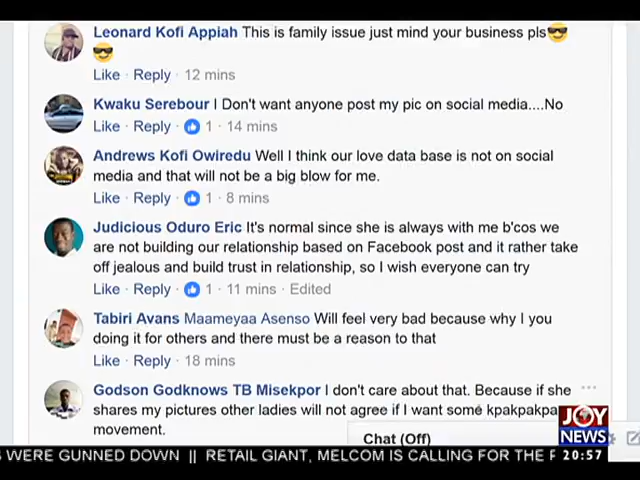 Leonard Kofi Appiah This is family issue just mind your business pls😎
😎
Like · Reply · 12 mins
Kwaku Serebour I Don't want anyone post my pic on social media....No
Like · Reply · 1 · 14 mins
Andrews Kofi Owiredu Well I think our love data base is not on social
media and that will not be a big blow for me.
Like · Reply · 1 · 8 mins
Judicious Oduro Eric It's normal since she is always with me b'cos we
are not building our relationship based on Facebook post and it rather take
off jealous and build trust in relationship, so I wish everyone can try
Like · Reply · 1 · 11 mins · Edited
Tabiri Avans Maameyaa Asenso Will feel very bad because why I you
doing it for others and there must be a reason to that
Like · Reply · 18 mins
Godson Godknows TB Misekpor I don't care about that. Because if she
shares my pictures other ladies will not agree if I want some kpakpakpa
movement.
Chat (Off)
JOY
NEWS
S WERE GUNNED DOWN || RETAIL GIANT, MELCOM IS CALLING FOR THE
20:57